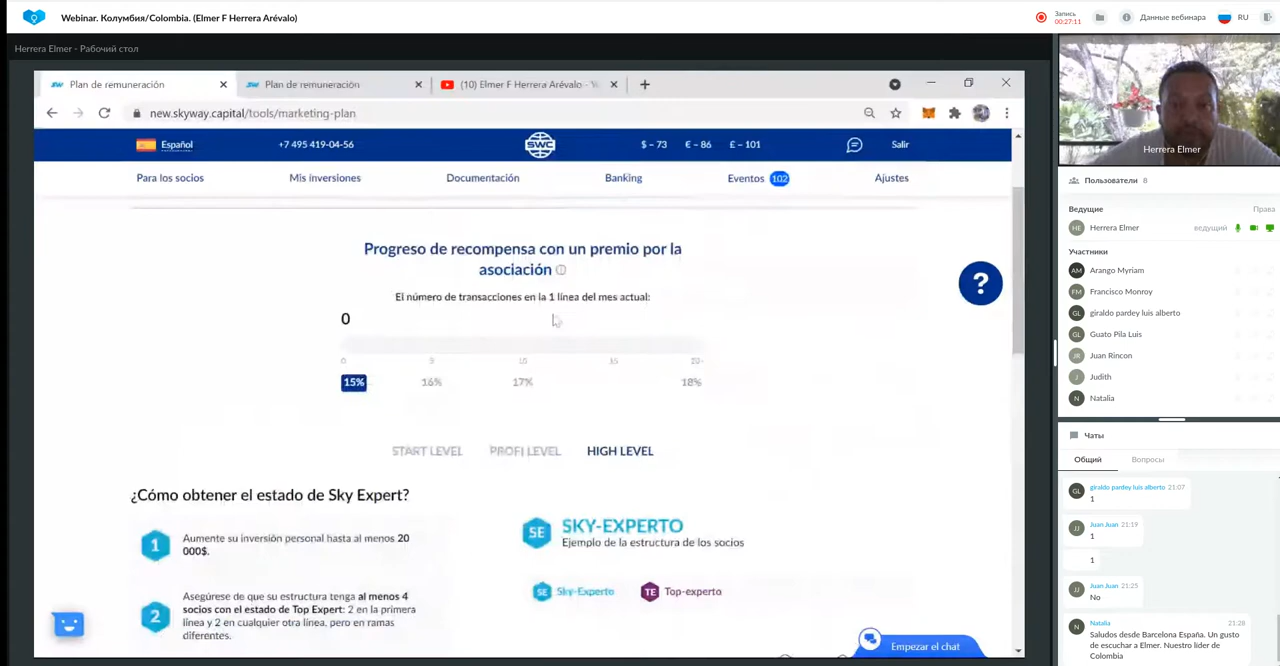 Webinar. Колумбия/Colombia. (Elmer F Herrera Arévalo)
Запись
00:27:11
Данные вебинара
RU
Herrera Elmer - Рабочий стол
Plan de remuneración
Plan de remuneración
(10) Elmer F Herrera Arévalo -
new.skyway.capital/tools/marketing-plan
Español
+7 495 419-04-56
SWC
$ – 73
€ – 86
£ – 101
Salir
Para los socios
Mis inversiones
Documentación
Banking
Eventos 102
Ajustes
Progreso de recompensa con un premio por la
asociación
El número de transacciones en la 1 línea del mes actual:
0
15%
16%
17%
18%
START LEVEL
PROFI LEVEL
HIGH LEVEL
¿Cómo obtener el estado de Sky Expert?
1
Aumente su inversión personal hasta al menos 20
000$.
2
Asegúrese de que su estructura tenga al menos 4
socios con el estado de Top Expert: 2 en la primera
línea y 2 en cualquier otra línea, pero en ramas
diferentes.
SE
SKY-EXPERTO
Ejemplo de la estructura de los socios
SE
Sky-Experto
TE
Top-experto
?
Empezar el chat
Herrera Elmer
Пользователи 8
Ведущие
Права
HE
Herrera Elmer
ведущий
Участники
AM
Arango Myriam
FM
Francisco Monroy
GL
giraldo pardey luis alberto
GL
Guato Pila Luis
JR
Juan Rincon
J
Judith
N
Natalia
Чаты
Общий
Вопросы
GL
giraldo pardey luis alberto 21:07
1
JJ
Juan Juan 21:19
1
1
JJ
Juan Juan 21:25
No
N
Natalia 21:28
Saludos desde Barcelona España. Un gusto
de escuchar a Elmer. Nuestro líder de
Colombia